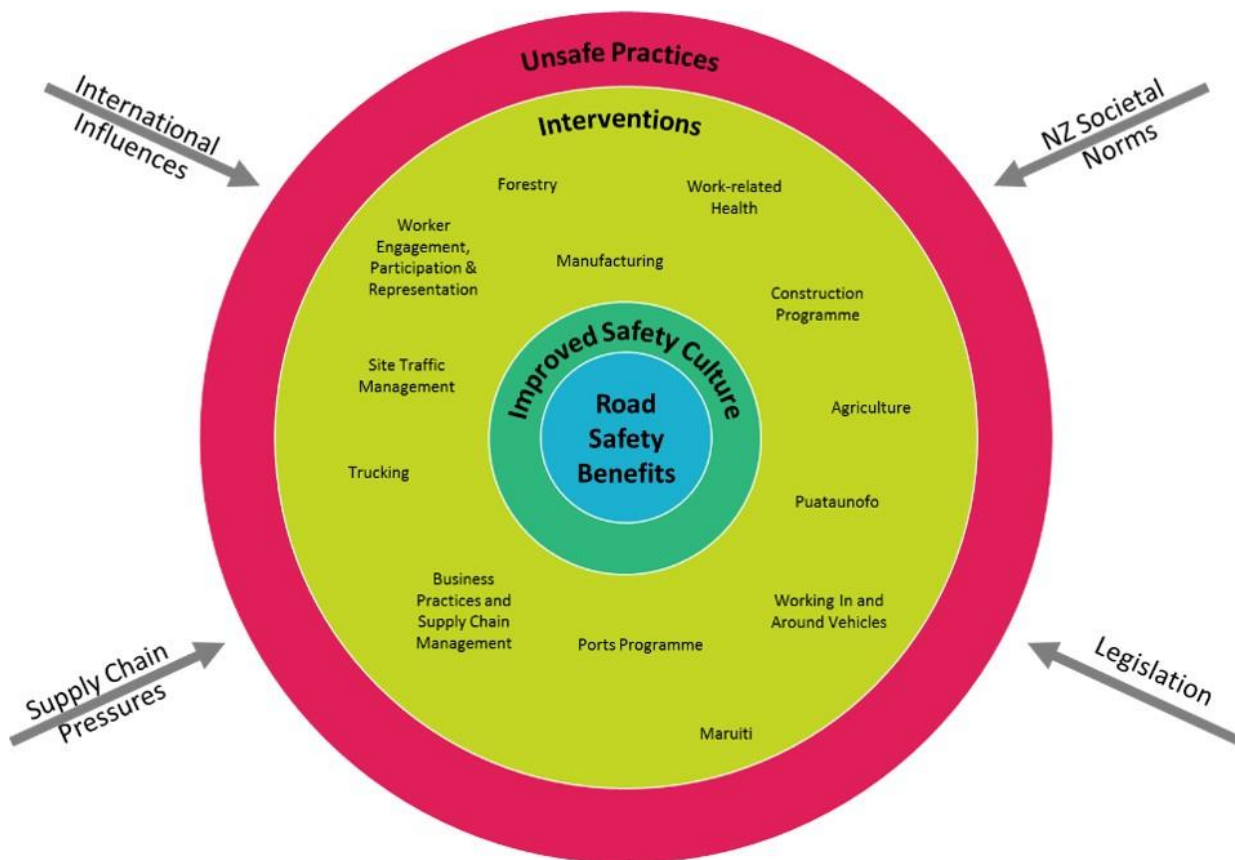 Unsafe Practices
International
Influences
NZ Societal
Norms
Interventions
Forestry
Work-related
Health
Worker
Engagement,
Participation &
Representation
Manufacturing
Construction
Programme
Improved Safety Culture
Site Traffic
Management
Road
Safety
Benefits
Agriculture
Trucking
Puataunofo
Business
Practices and
Supply Chain
Management
Working In and
Around Vehicles
Ports Programme
Supply Chain
Pressures
Legislation
Maruiti